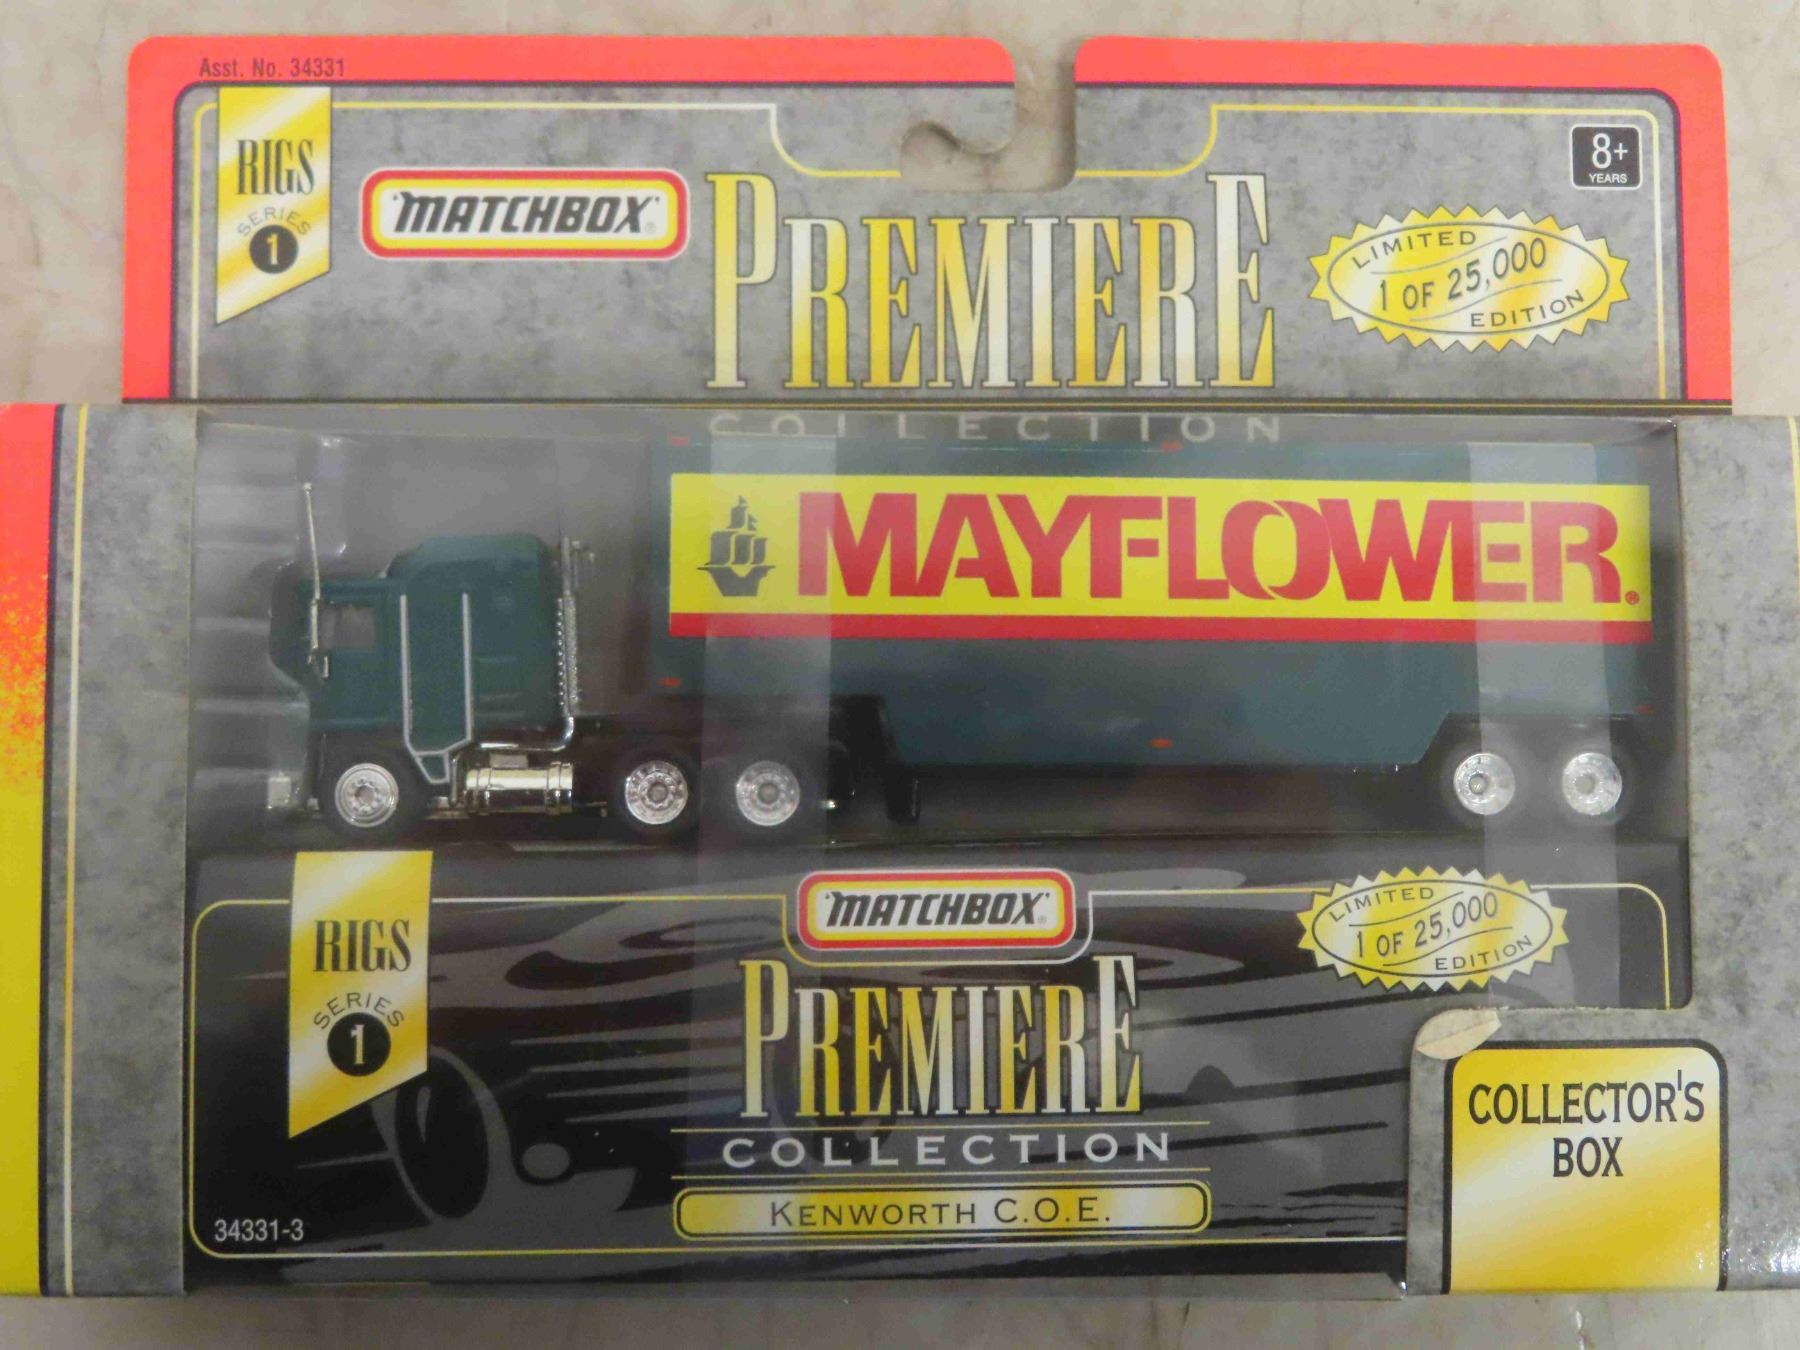 Asst. No. 34331
RIGS
SERIES
1
MATCHBOX®
PREMIERE
COLLECTION
8+
YEARS
LIMITED
1 OF 25,000
EDITION
MAYFLOWER®
RIGS
SERIES
1
MATCHBOX®
PREMIERE
COLLECTION
KENWORTH C.O.E.
LIMITED
1 OF 25,000
EDITION
34331-3
COLLECTOR'S
BOX